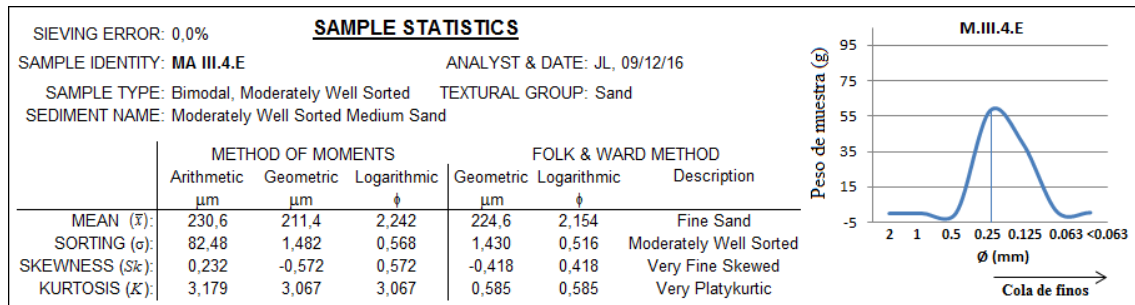 SAMPLE STATISTICS
SIEVING ERROR: 0,0%
SAMPLE IDENTITY: MA III.4.E ANALYST & DATE: JL, 09/12/16
SAMPLE TYPE: Bimodal, Moderately Well Sorted TEXTURAL GROUP: Sand
SEDIMENT NAME: Moderately Well Sorted Medium Sand
METHOD OF MOMENTS FOLK & WARD METHOD
Arithmetic Geometric Logarithmic Geometric Logarithmic Description
µm µm ϕ µm ϕ
MEAN (x̄): 230,6 211,4 2,242 224,6 2,154 Fine Sand
SORTING (σ): 82,48 1,482 0,568 1,430 0,516 Moderately Well Sorted
SKEWNESS (Sk): 0,232 -0,572 0,572 -0,418 0,418 Very Fine Skewed
KURTOSIS (K): 3,179 3,067 3,067 0,585 0,585 Very Platykurtic
M.III.4.E
Peso de muestra (g)
95
75
55
35
15
-5
2 1 0.5 0.25 0.125 0.063 <0.063
Ø (mm)
Cola de finos